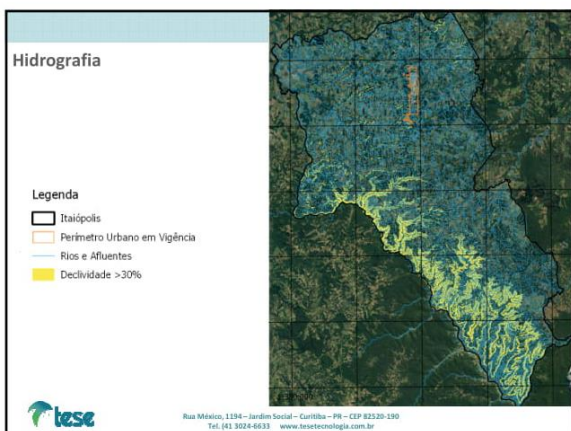 Hidrografia
Legenda
Itaiópolis
Perímetro Urbano em Vigência
Rios e Afluentes
Declividade >30%
tese
Rua México, 1194 – Jardim Social – Curitiba – PR – CEP 82520-190
Tel. (41 3024-6633 www.tesetecnologia.com.br